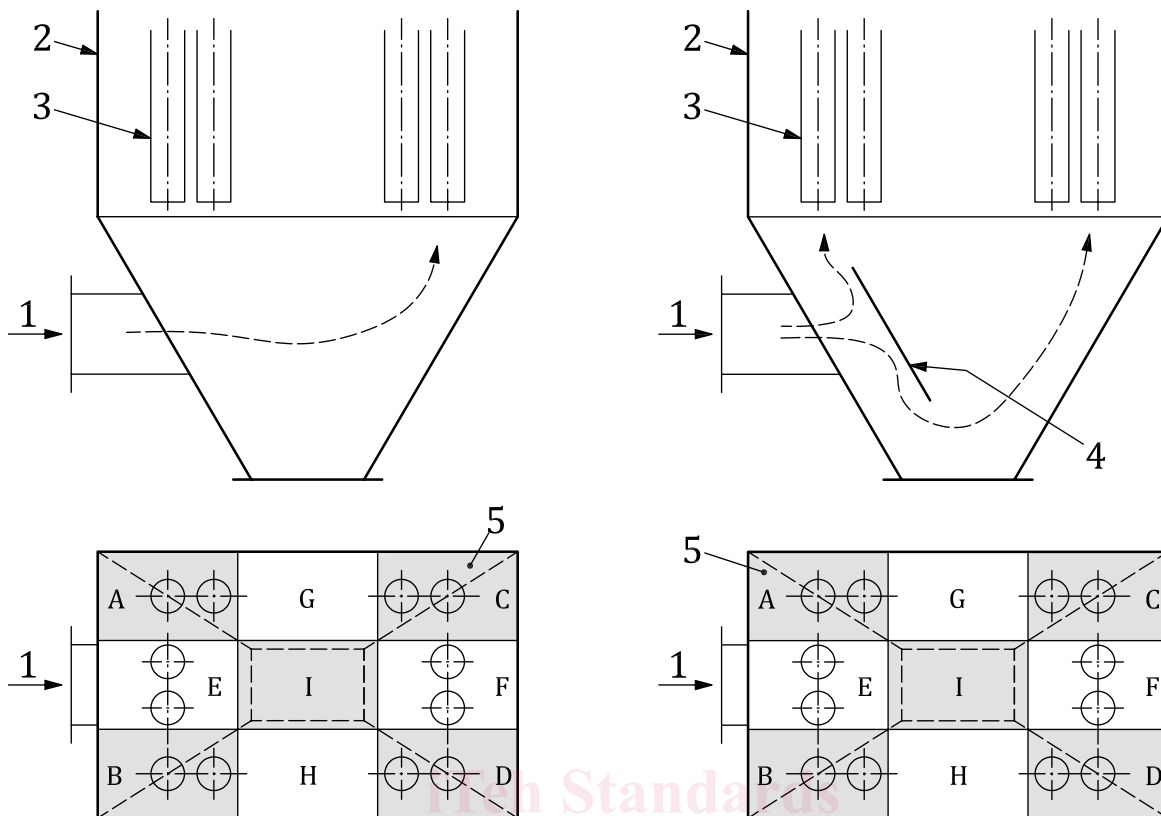 2 2
3 3
1 1
4
5 5
A G C A G C
1 E I F 1 E I F
B H D B H D
iTeh Standards